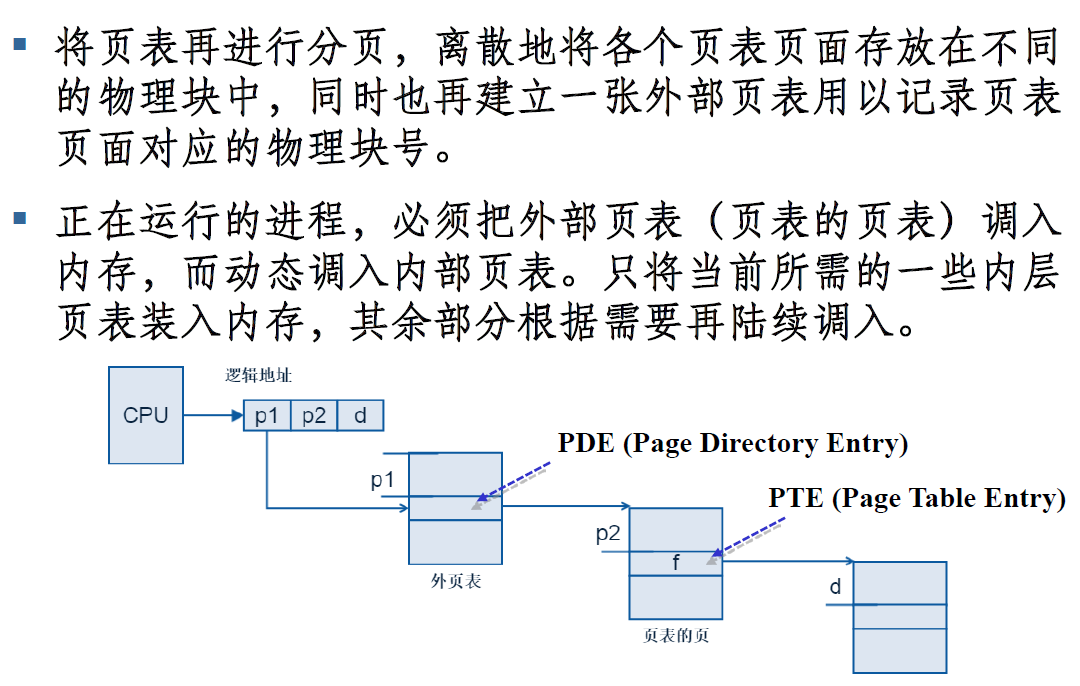 将页表再进行分页，离散地将各个页表页面存放在不同
的物理块中，同时也再建立一张外部页表用以记录页表
页面对应的物理块号。
正在运行的进程，必须把外部页表（页表的页表）调入
内存，而动态调入内部页表。只将当前所需的一些内层
页表装入内存，其余部分根据需要再陆续调入。
逻辑地址
CPU
p1 p2 d
PDE (Page Directory Entry)
p1
PTE (Page Table Entry)
p2
f
外页表
d
页表的页